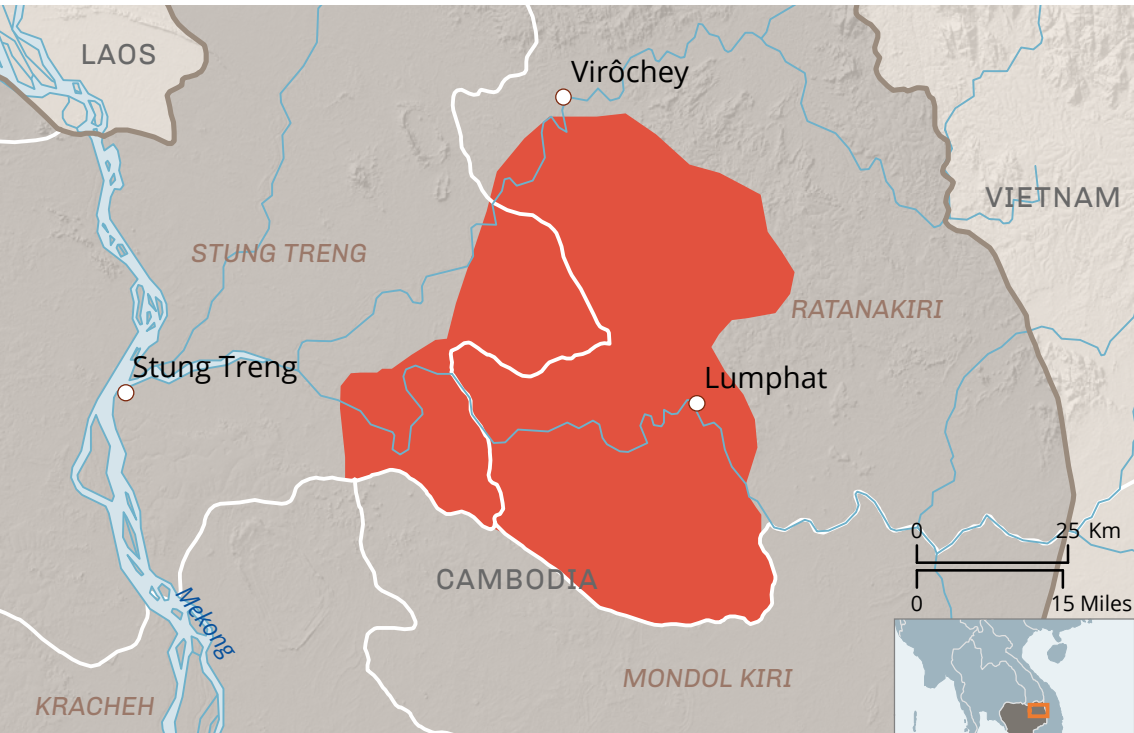 LAOS
Virôchey
VIETNAM
STUNG TRENG
RATANAKIRI
Stung Treng
Lumphat
0 25 Km
CAMBODIA
0 15 Miles
Mekong
MONDOL KIRI
KRACHEH